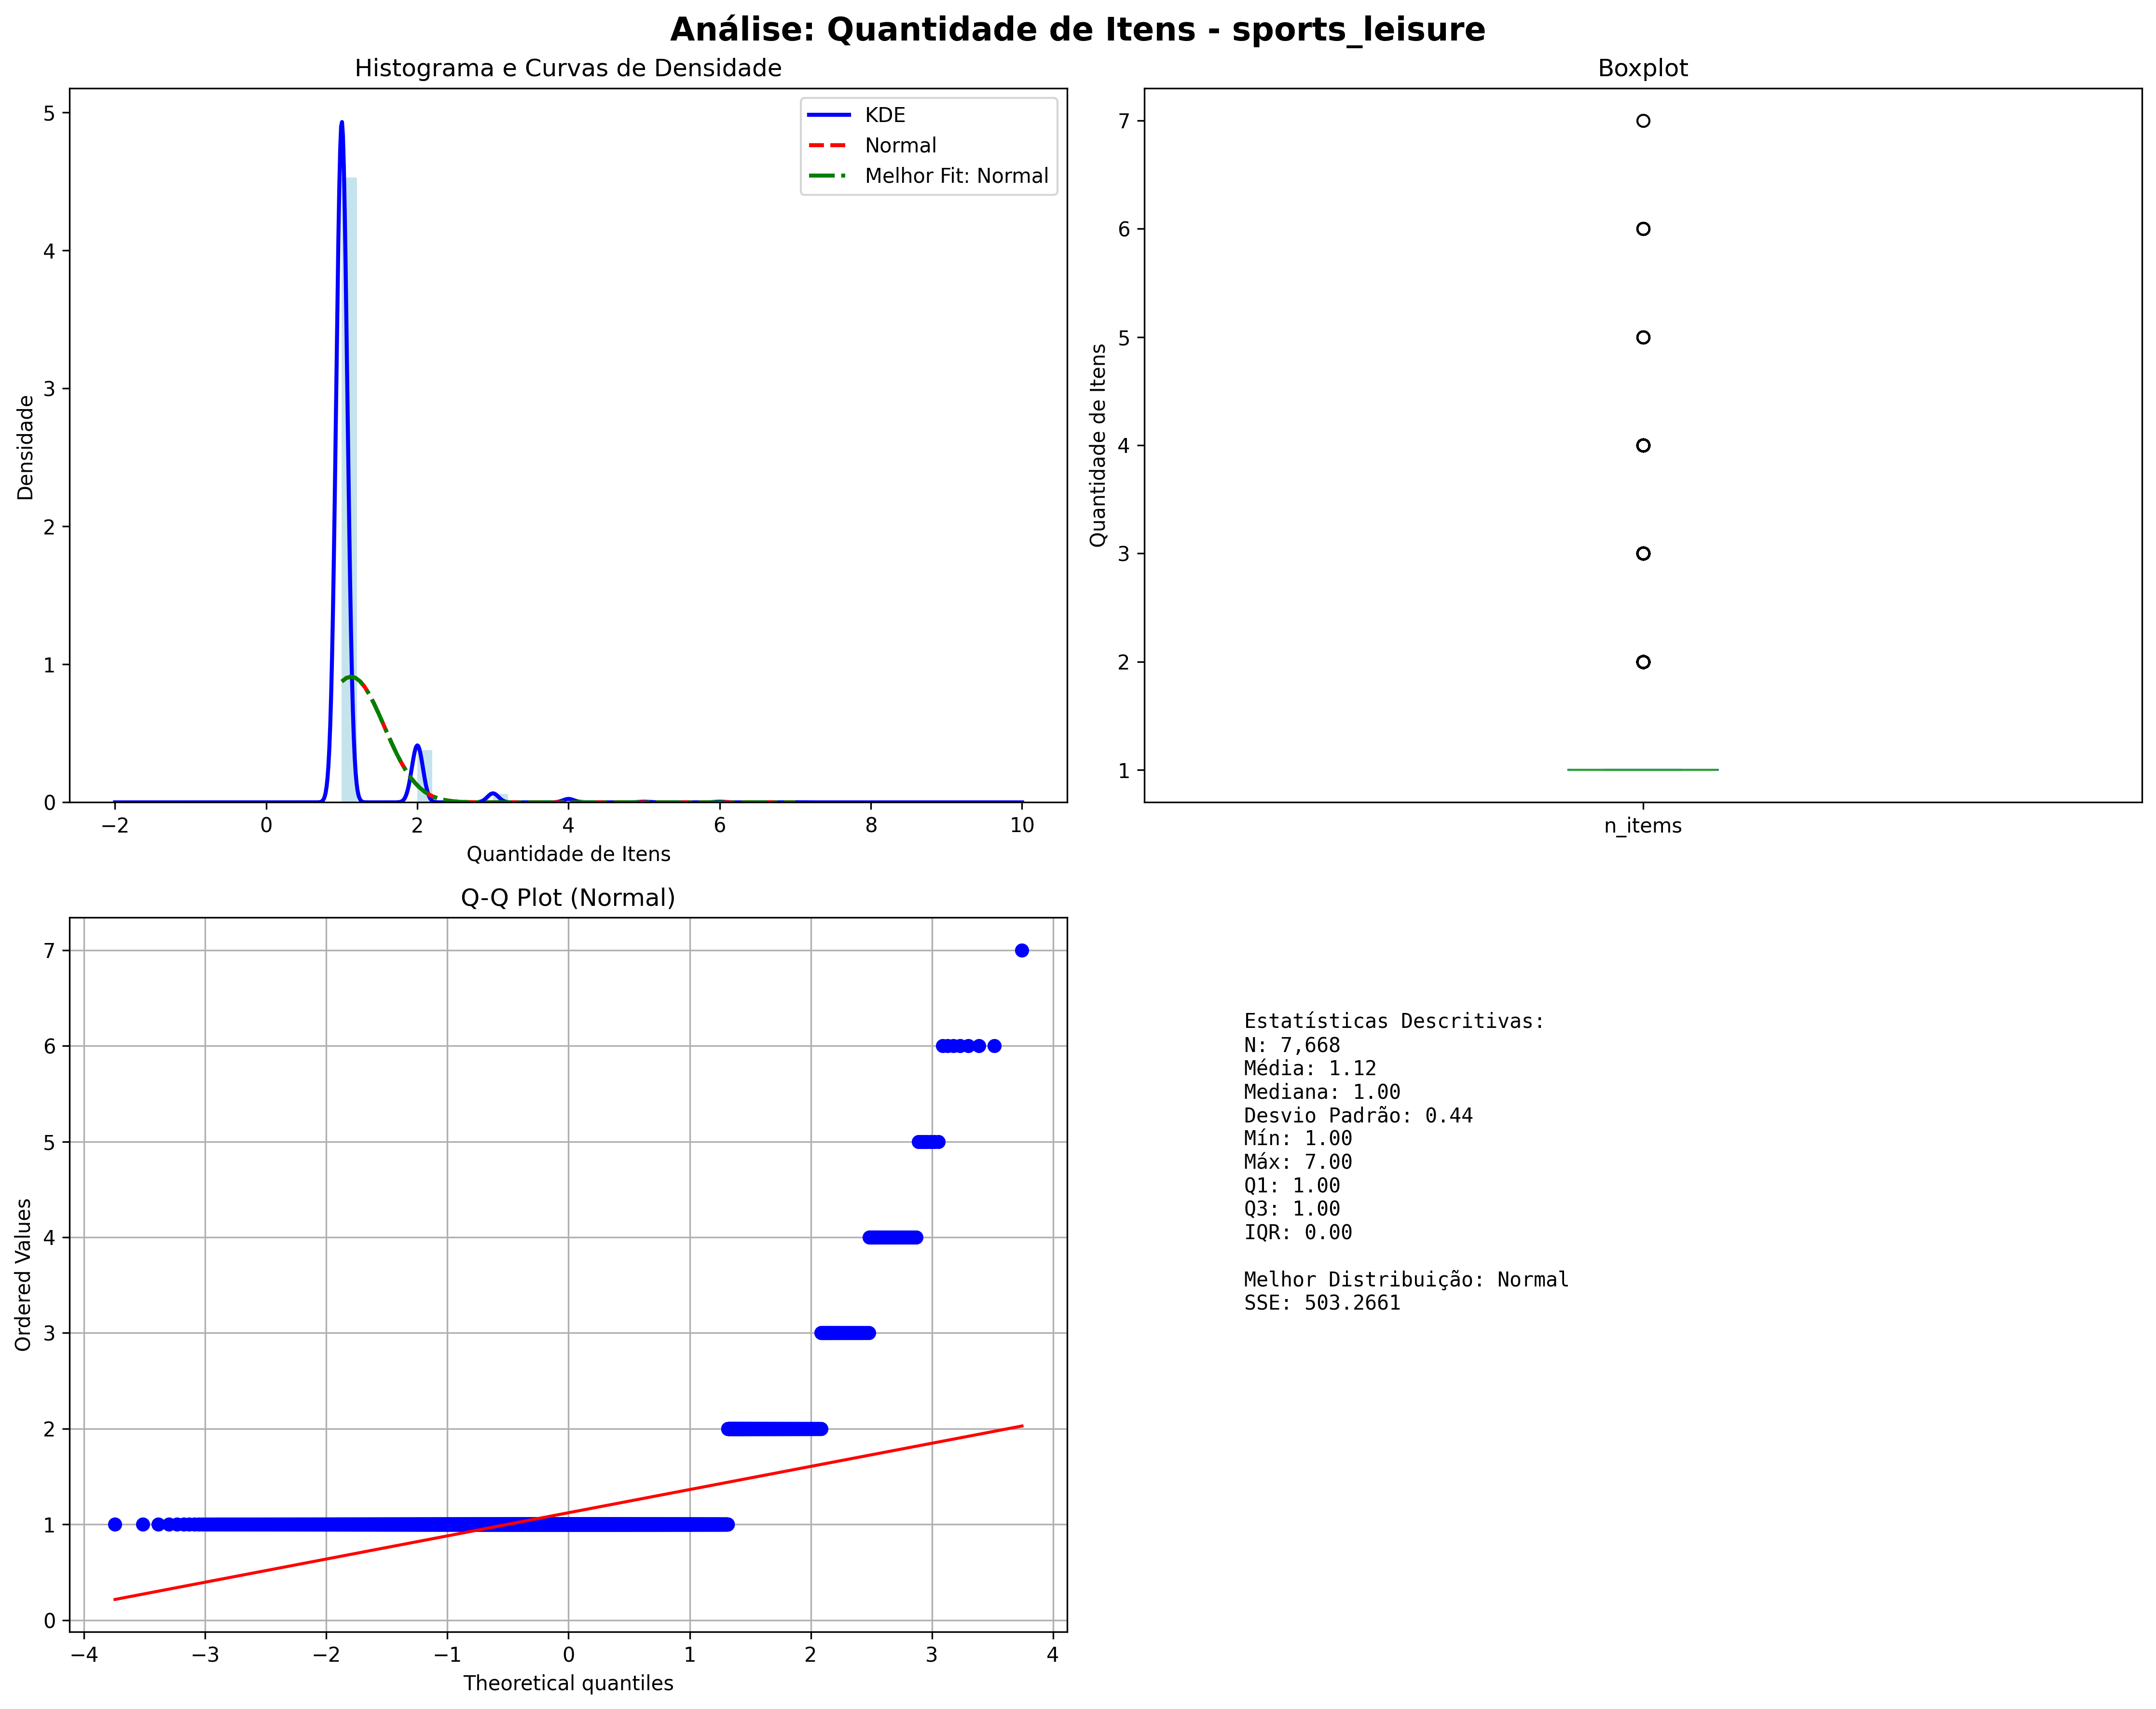 Análise: Quantidade de Itens - sports_leisure
Histograma e Curvas de Densidade
KDE
Normal
Melhor Fit: Normal
5
4
3
2
1
0
Densidade
−2 0 2 4 6 8 10
Quantidade de Itens
Boxplot
7
6
5
4
3
2
1
Quantidade de Itens
n_items
Q-Q Plot (Normal)
7
6
5
4
3
2
1
0
Ordered Values
−4 −3 −2 −1 0 1 2 3 4
Theoretical quantiles
Estatísticas Descritivas:
N: 7,668
Média: 1.12
Mediana: 1.00
Desvio Padrão: 0.44
Mín: 1.00
Máx: 7.00
Q1: 1.00
Q3: 1.00
IQR: 0.00
Melhor Distribuição: Normal
SSE: 503.2661